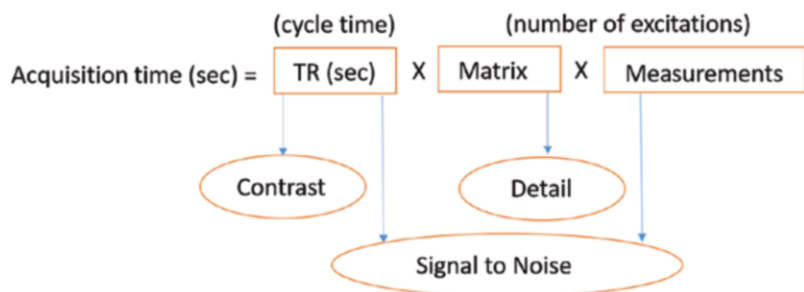 (cycle time) (number of excitations)
Acquisition time (sec) = TR (sec) X Matrix X Measurements
Contrast Detail
Signal to Noise